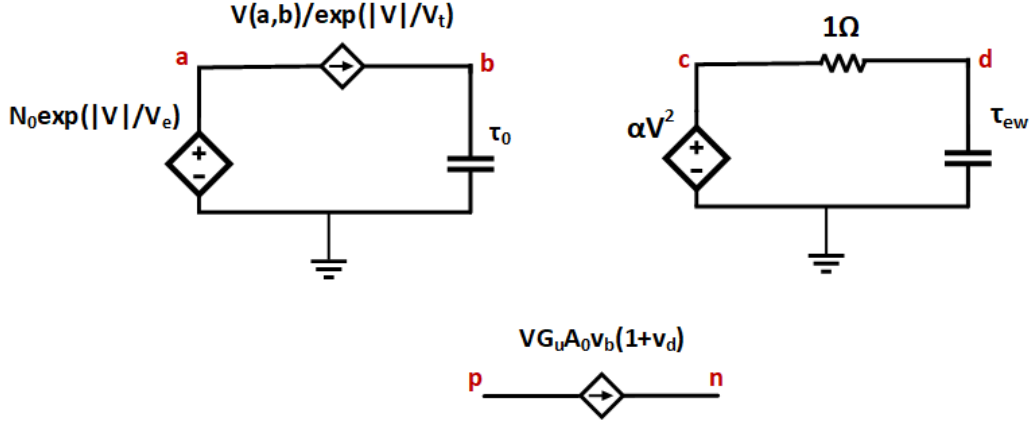 V(a,b)/exp(|V|/Vt)
1Ω
a
b
c
d
N₀exp(|V|/Vₑ)
+
-
τ₀
αV²
+
-
τew
VGᵤA₀vb(1+vd)
p
n